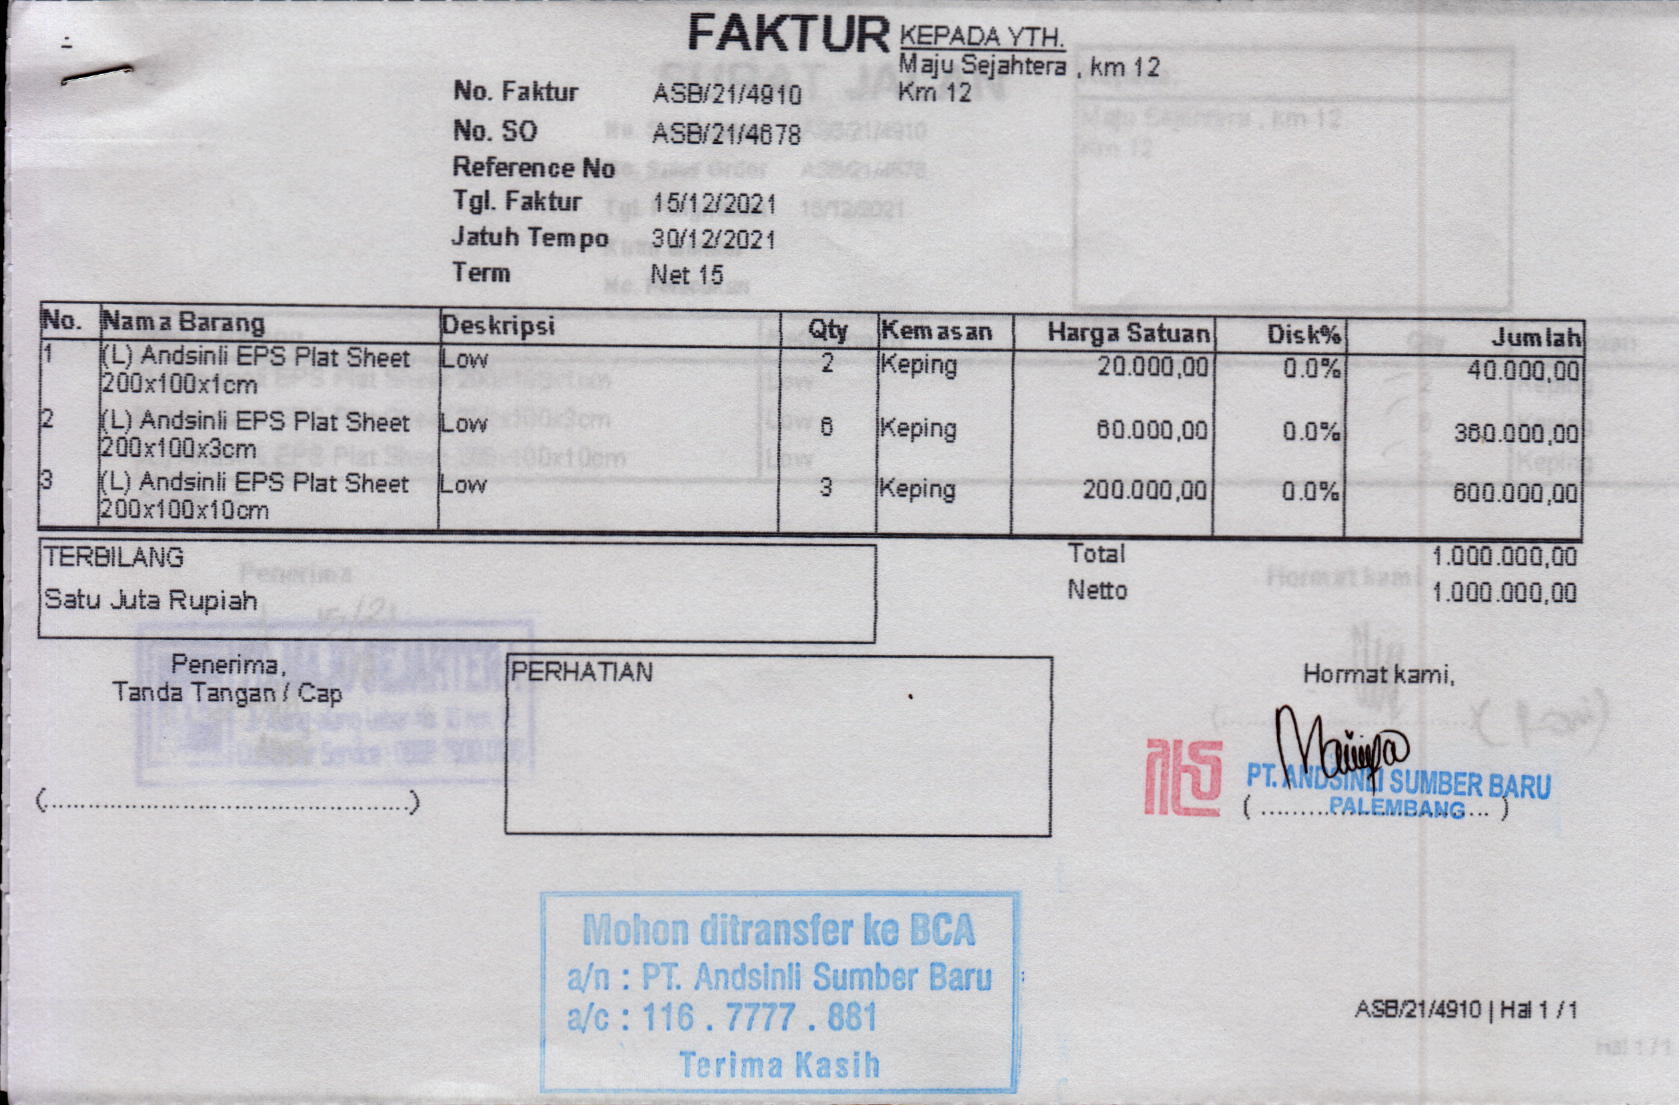 FAKTUR
KEPADA YTH.
Maju Sejahtera , km 12
Km 12
No. Faktur ASB/21/4910
No. SO ASB/21/4678
Reference No
Tgl. Faktur 15/12/2021
Jatuh Tempo 30/12/2021
Term Net 15
No. Nama Barang Deskripsi Qty Kemasan Harga Satuan Disk% Jumlah
1 (L) Andsinli EPS Plat Sheet Low 2 Keping 20.000,00 0.0% 40.000,00
200x100x1cm
2 (L) Andsinli EPS Plat Sheet Low 6 Keping 60.000,00 0.0% 360.000,00
200x100x3cm
3 (L) Andsinli EPS Plat Sheet Low 3 Keping 200.000,00 0.0% 600.000,00
200x100x10cm
TERBILANG
Satu Juta Rupiah
Total 1.000.000,00
Netto 1.000.000,00
Penerima,
Tanda Tangan / Cap
(................................................)
PERHATIAN
Hormat kami,
PT. ANDSINLI SUMBER BARU
PALEMBANG
Mohon ditransfer ke BCA
a/n : PT. Andsinli Sumber Baru
a/c : 116 . 7777 . 881
Terima Kasih
ASB/21/4910 | Hal 1 / 1